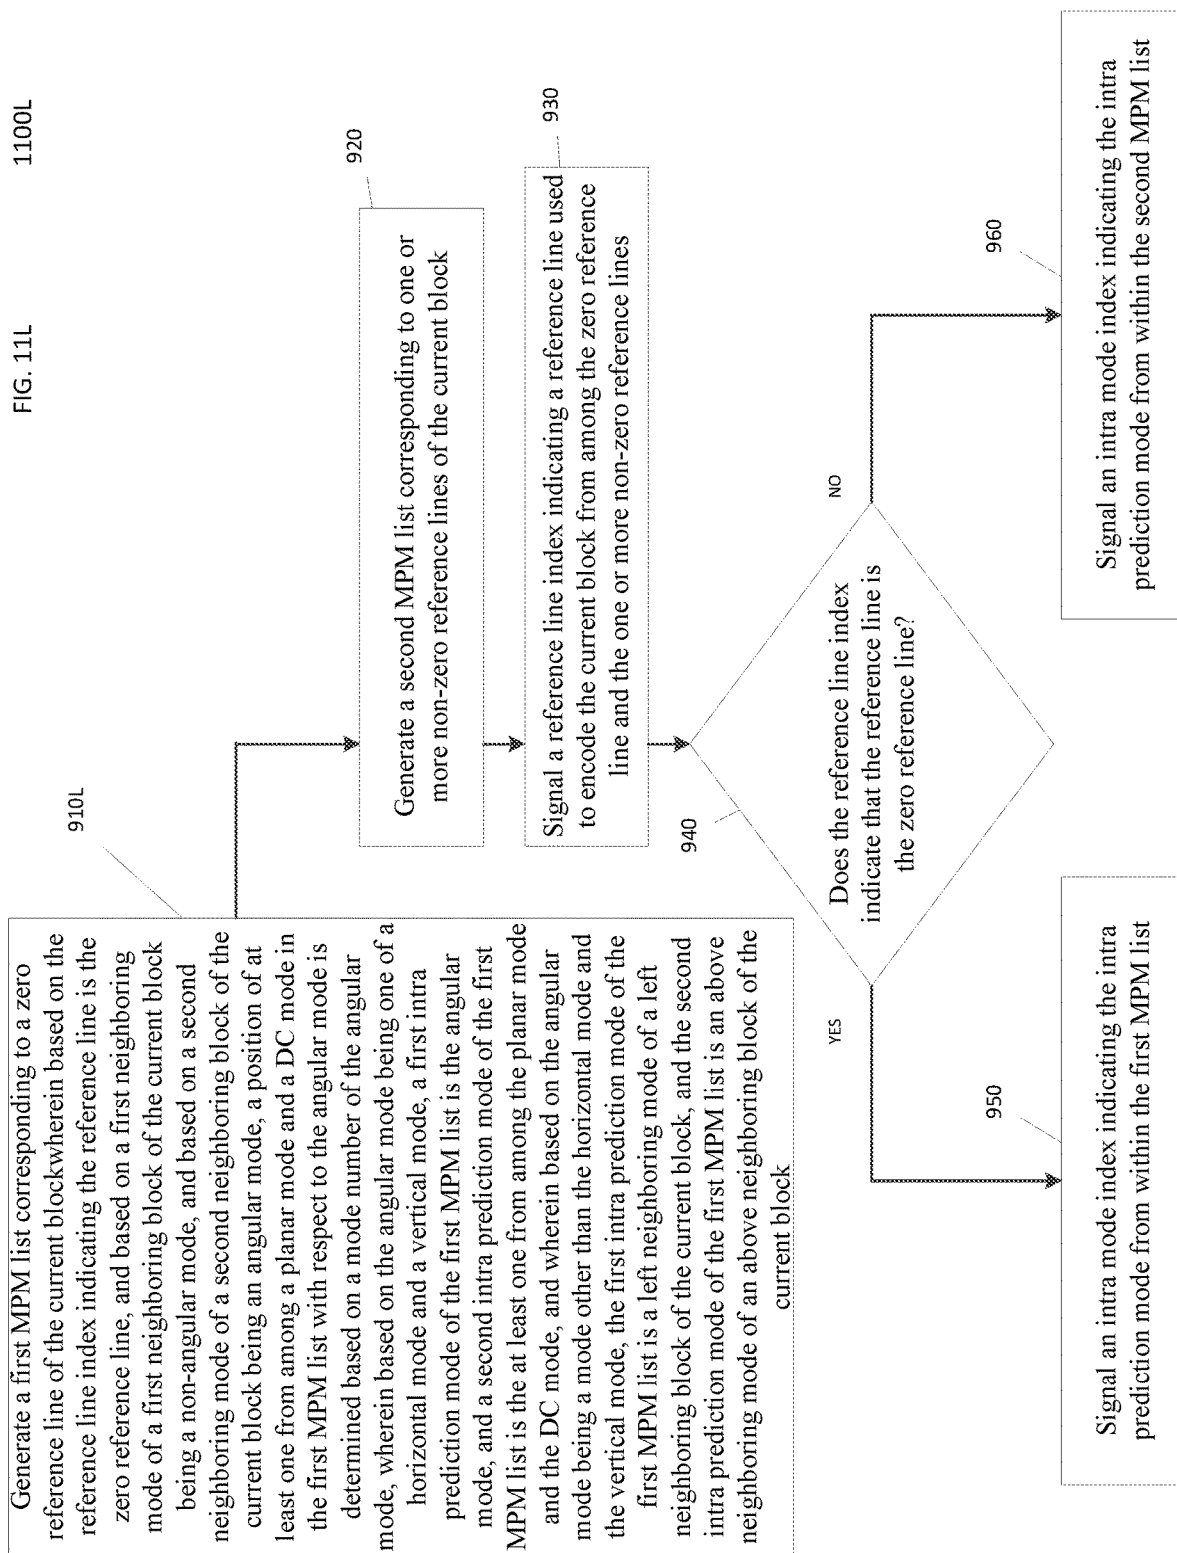 FIG. 11L
1100L
910L
Generate a first MPM list corresponding to a zero
reference line of the current blockwherein based on the
reference line index indicating the reference line is the
zero reference line, and based on a first neighboring
mode of a first neighboring block of the current block
being a non-angular mode, and based on a second
neighboring mode of a second neighboring block of the
current block being an angular mode, a position of at
least one from among a planar mode and a DC mode in
the first MPM list with respect to the angular mode is
determined based on a mode number of the angular
mode, wherein based on the angular mode being one of a
horizontal mode and a vertical mode, a first intra
prediction mode of the first MPM list is the angular
mode, and a second intra prediction mode of the first
MPM list is the at least one from among the planar mode
and the DC mode, and wherein based on the angular
mode being a mode other than the horizontal mode and
the vertical mode, the first intra prediction mode of the
first MPM list is a left neighboring mode of a left
neighboring block of the current block, and the second
intra prediction mode of the first MPM list is an above
neighboring mode of an above neighboring block of the
current block
920
Generate a second MPM list corresponding to one or
more non-zero reference lines of the current block
930
Signal a reference line index indicating a reference line used
to encode the current block from among the zero reference
line and the one or more non-zero reference lines
940
Does the reference line index
indicate that the reference line is
the zero reference line?
YES
NO
950
Signal an intra mode index indicating the intra
prediction mode from within the first MPM list
960
Signal an intra mode index indicating the intra
prediction mode from within the second MPM list